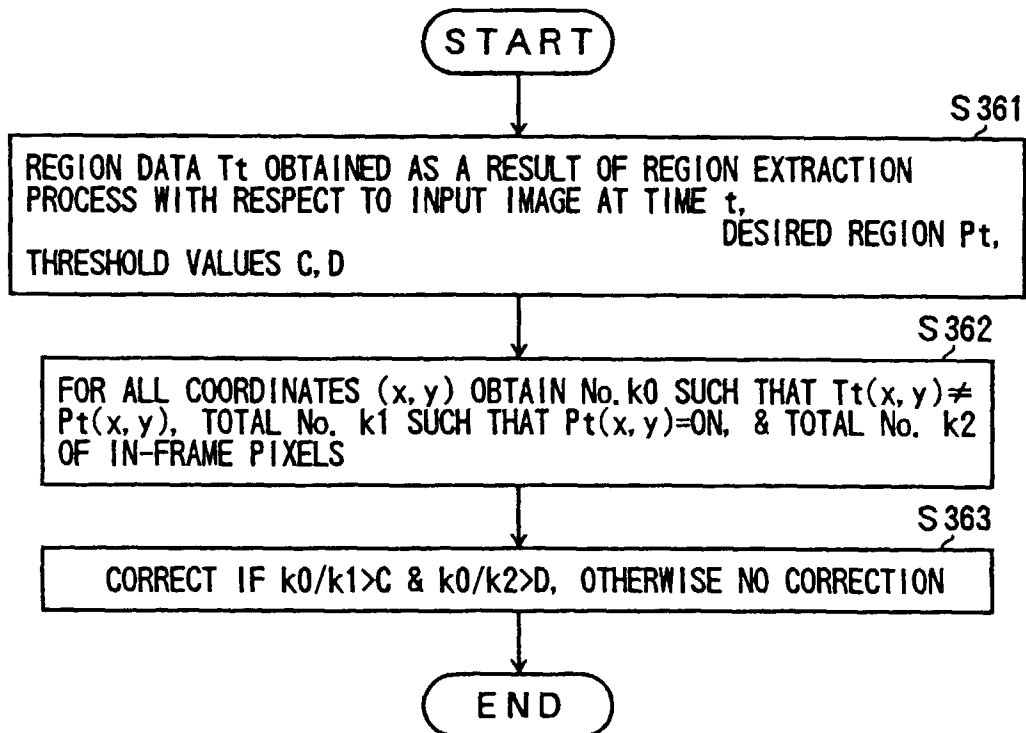 START
S361
REGION DATA Tt OBTAINED AS A RESULT OF REGION EXTRACTION
PROCESS WITH RESPECT TO INPUT IMAGE AT TIME t,
DESIRED REGION Pt,
THRESHOLD VALUES C, D
S362
FOR ALL COORDINATES (x, y) OBTAIN No. k0 SUCH THAT Tt(x, y)≠
Pt(x, y), TOTAL No. k1 SUCH THAT Pt(x, y)=ON, & TOTAL No. k2
OF IN-FRAME PIXELS
S363
CORRECT IF k0/k1>C & k0/k2>D, OTHERWISE NO CORRECTION
END